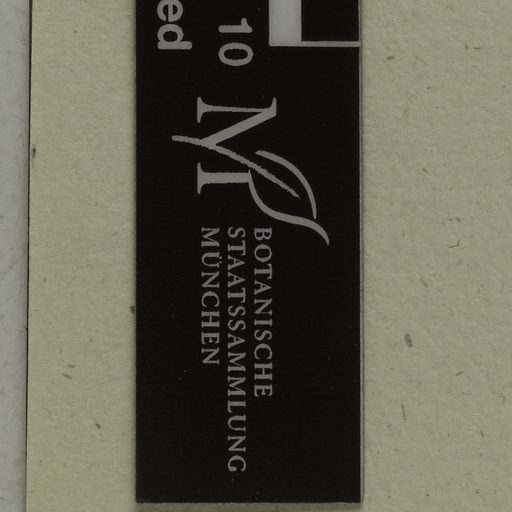 10
ed
M
BOTANISCHE
STAATSSAMMLUNG
MÜNCHEN